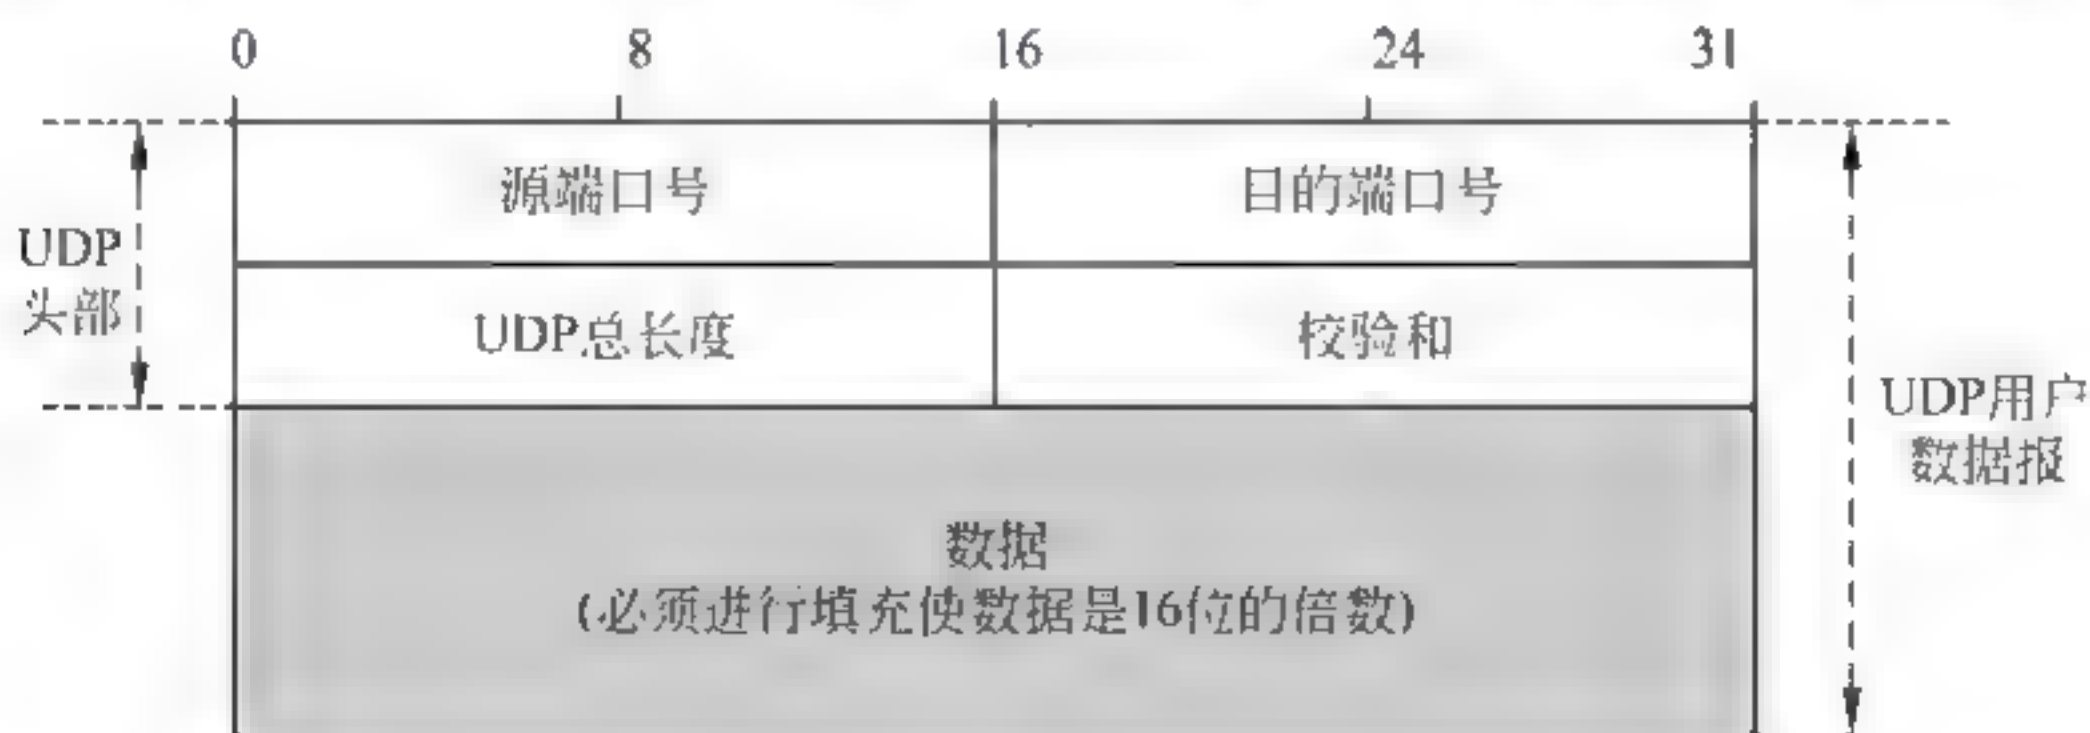 0 8 16 24 31
源端口号 目的端口号
UDP
头部
UDP总长度 校验和
UDP用户
数据报
数据
(必须进行填充使数据是16位的倍数)